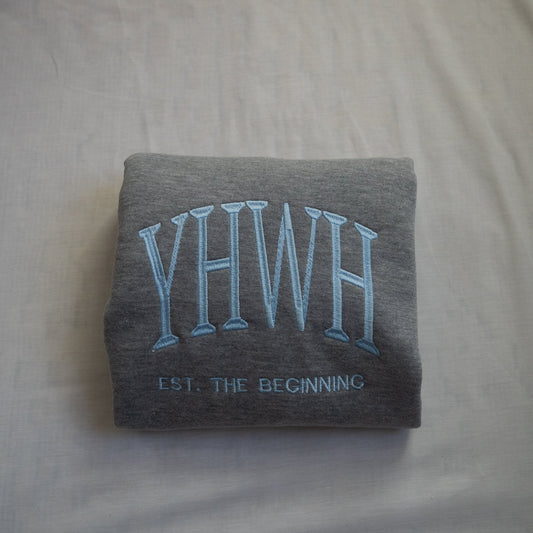 YHWH
EST. THE BEGINNING